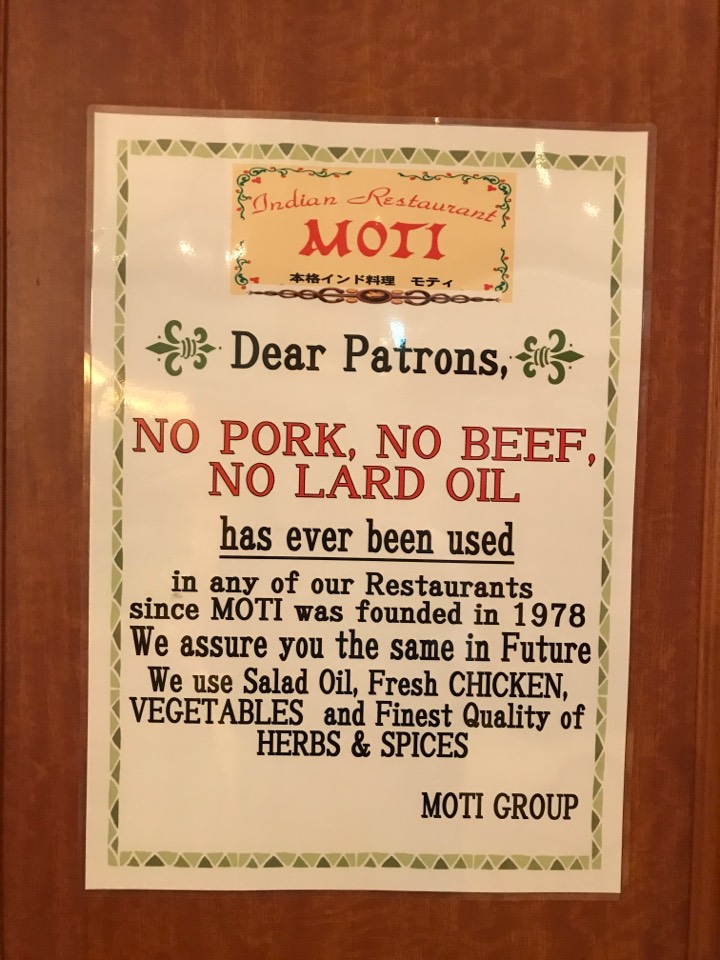 Indian Restaurant
MOTI
本格インド料理 モティ
Dear Patrons,
NO PORK, NO BEEF,
NO LARD OIL
has ever been used
in any of our Restaurants
since MOTI was founded in 1978
We assure you the same in Future
We use Salad Oil, Fresh CHICKEN,
VEGETABLES and Finest Quality of
HERBS & SPICES
MOTI GROUP